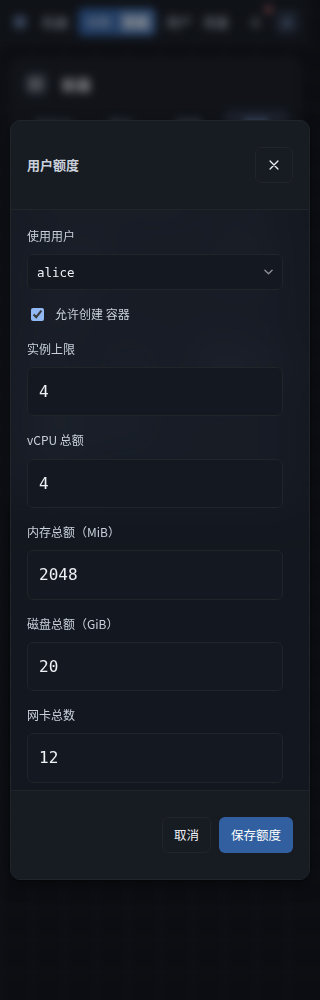 用户额度
使用用户
alice
允许创建 容器
实例上限
4
vCPU 总额
4
内存总额（MiB）
2048
磁盘总额（GiB）
20
网卡总数
12
取消
保存额度